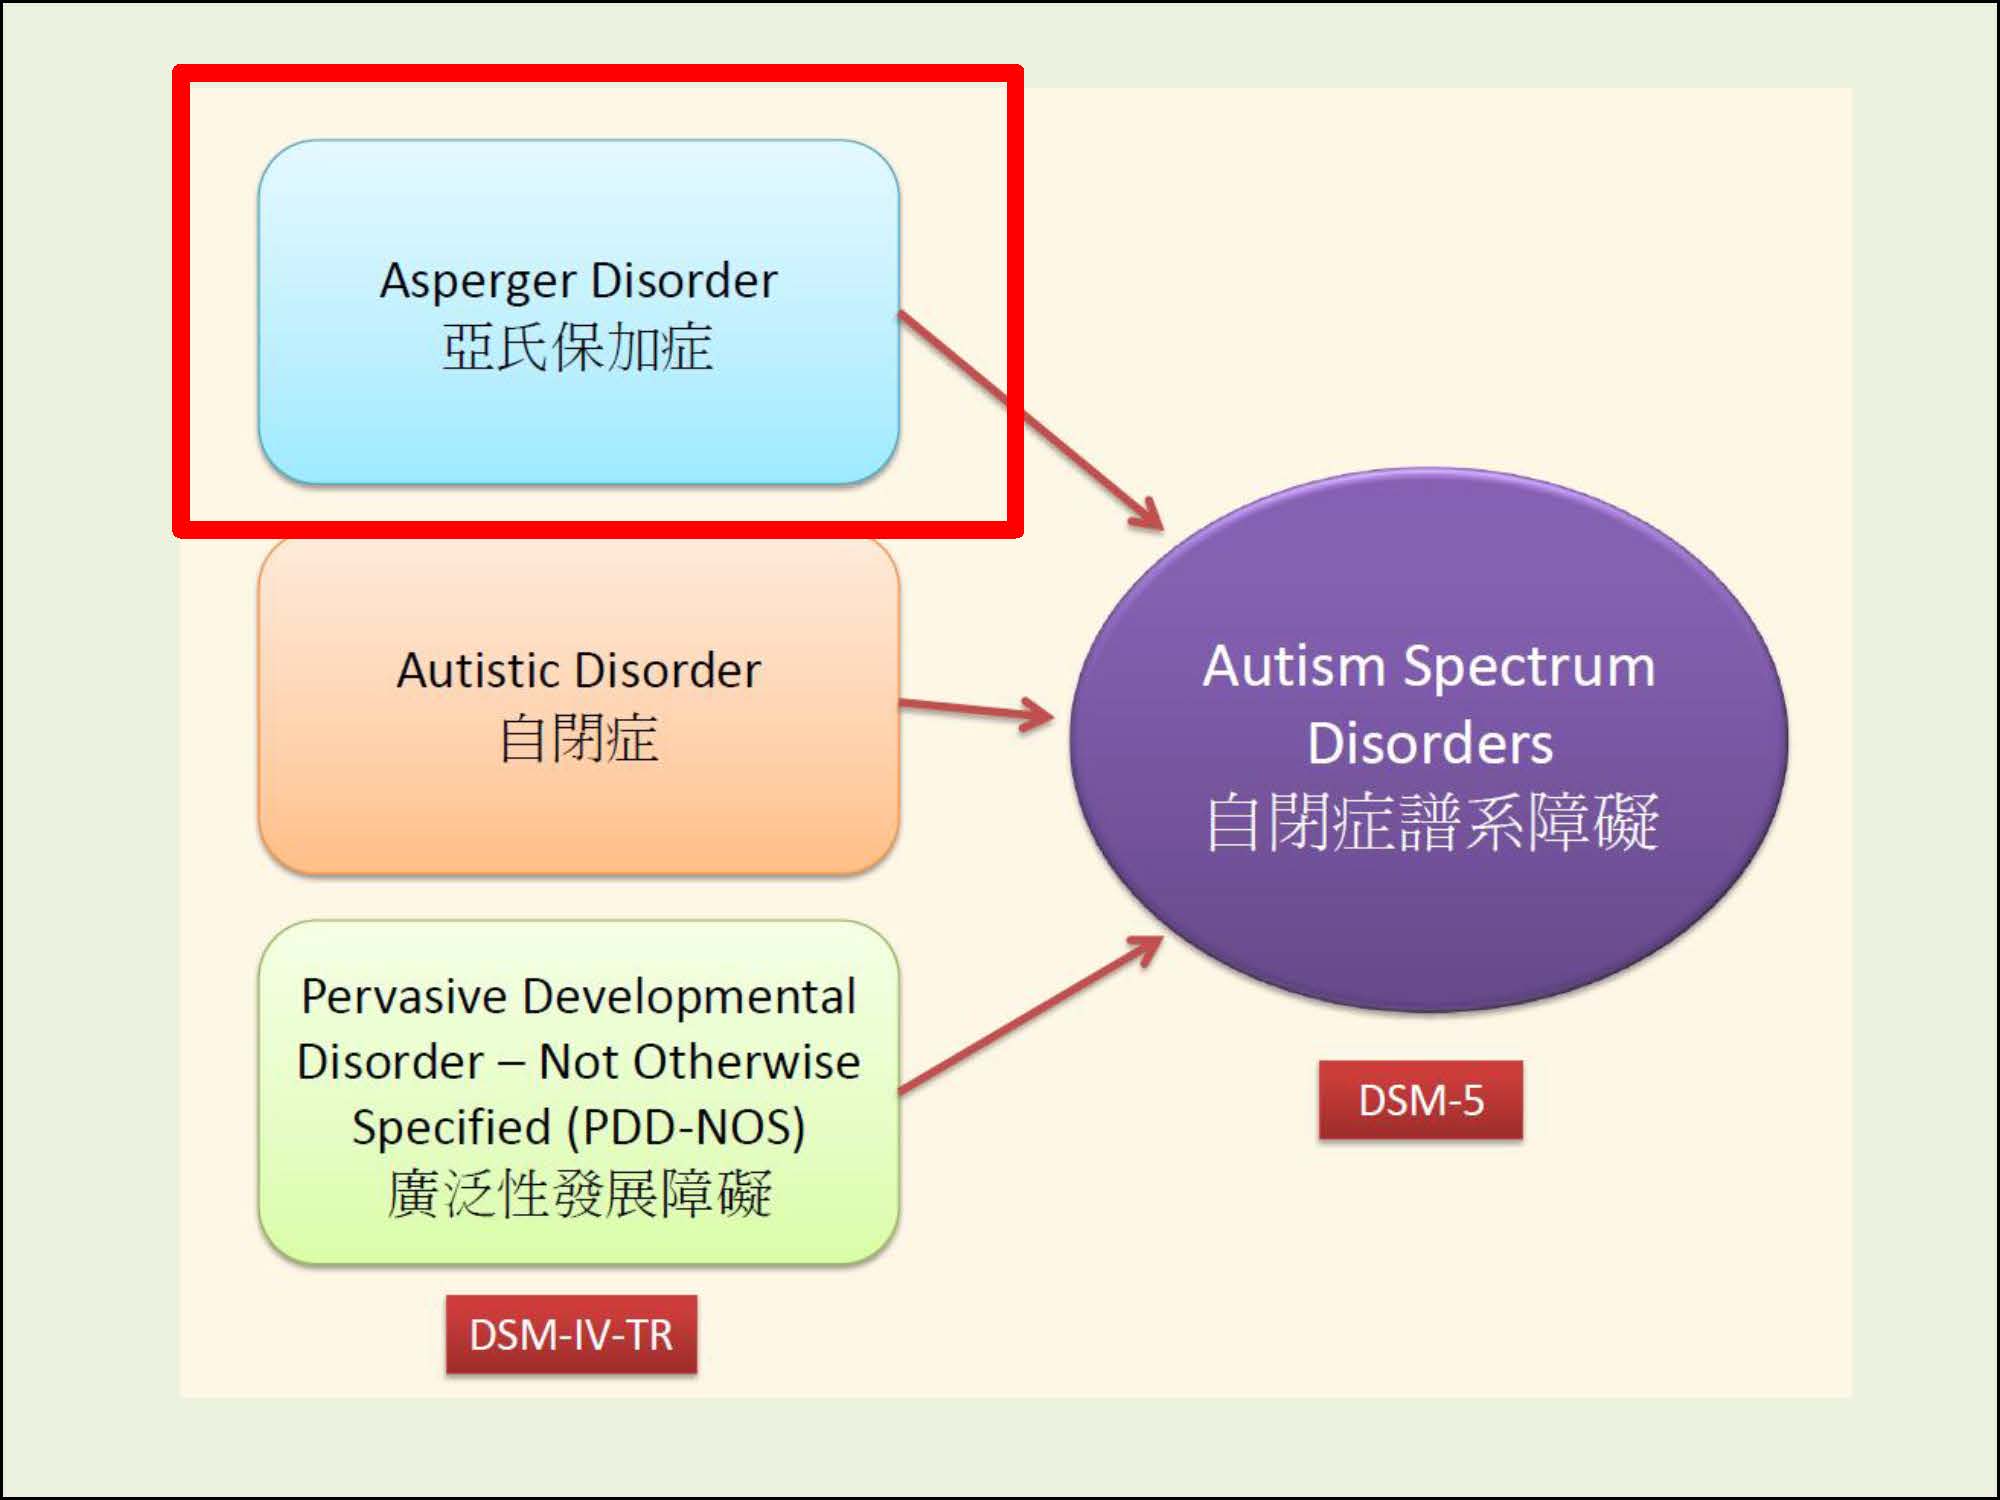 Asperger Disorder
亞氏保加症
Autistic Disorder
自閉症
Pervasive Developmental
Disorder – Not Otherwise
Specified (PDD-NOS)
廣泛性發展障礙
DSM-IV-TR
Autism Spectrum
Disorders
自閉症譜系障礙
DSM-5